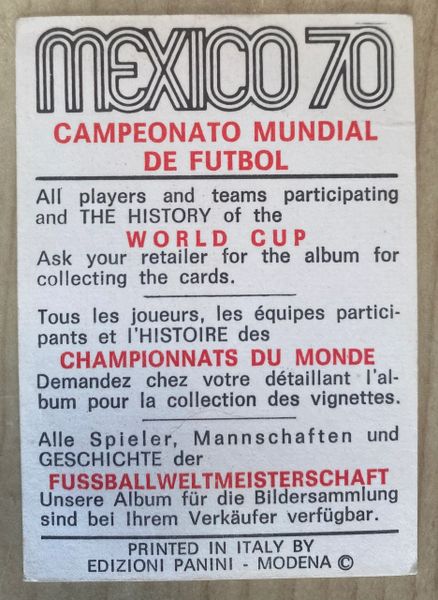 MEXICO 70
CAMPEONATO MUNDIAL
DE FUTBOL
All players and teams participating
and THE HISTORY of the
WORLD CUP
Ask your retailer for the album for
collecting the cards.
Tous les joueurs, les équipes partici-
pants et l'HISTOIRE des
CHAMPIONNATS DU MONDE
Demandez chez votre détaillant l'al-
bum pour la collection des vignettes.
Alle Spieler, Mannschaften und
GESCHICHTE der
FUSSBALLWELTMEISTERSCHAFT
Unsere Album für die Bildersammlung
sind bei Ihrem Verkäufer verfügbar.
PRINTED IN ITALY BY
EDIZIONI PANINI - MODENA ©